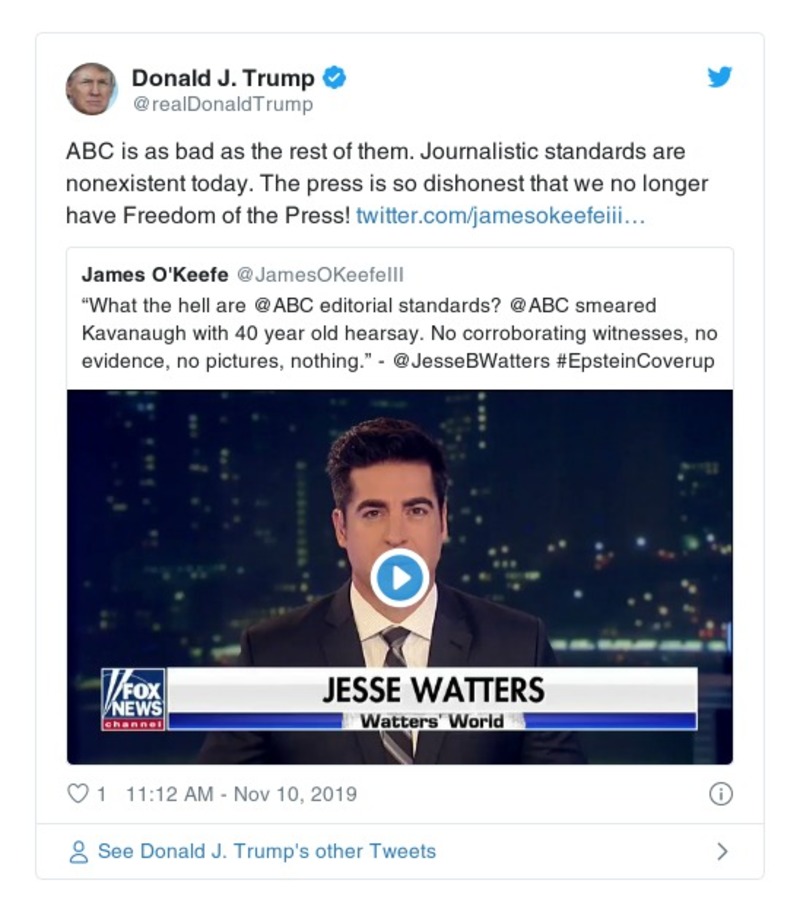 Donald J. Trump
@realDonaldTrump
ABC is as bad as the rest of them. Journalistic standards are
nonexistent today. The press is so dishonest that we no longer
have Freedom of the Press! twitter.com/jamesokeefeiii…
James O'Keefe @JamesOKeefeIII
“What the hell are @ABC editorial standards? @ABC smeared
Kavanaugh with 40 year old hearsay. No corroborating witnesses, no
evidence, no pictures, nothing.” - @JesseBWatters #EpsteinCoverup
FOX
NEWS
channel
JESSE WATTERS
Watters' World
1 11:12 AM - Nov 10, 2019
See Donald J. Trump's other Tweets